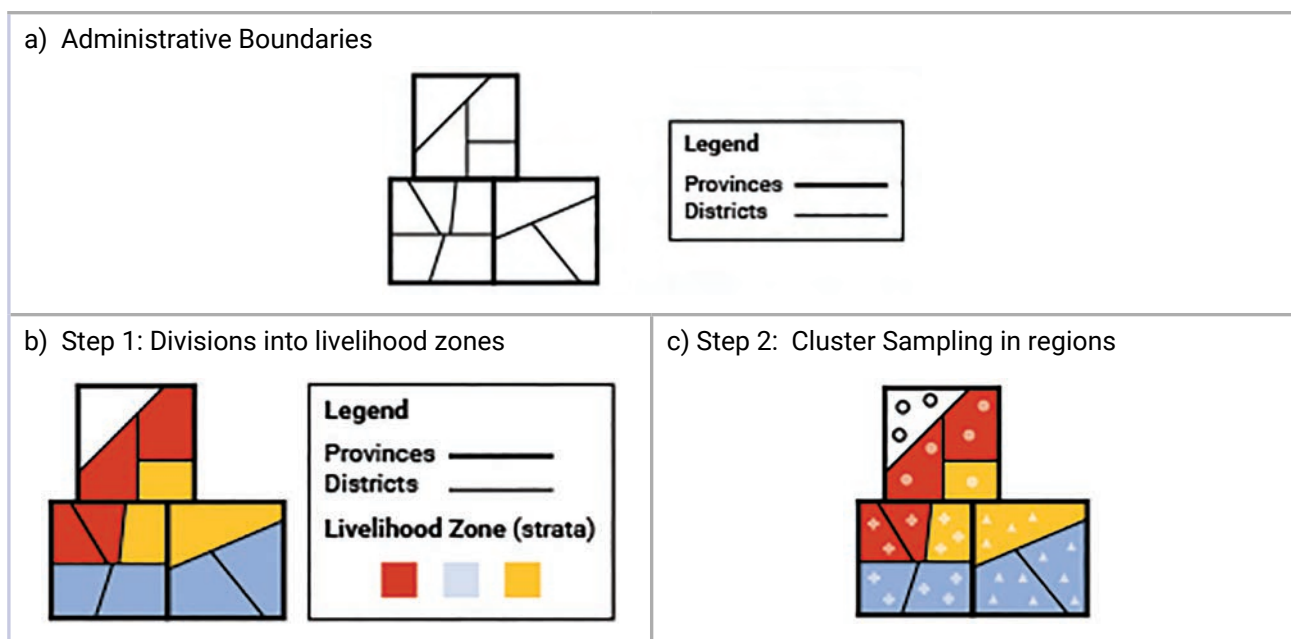 a) Administrative Boundaries
Legend
Provinces
Districts
b) Step 1: Divisions into livelihood zones
Legend
Provinces
Districts
Livelihood Zone (strata)
c) Step 2: Cluster Sampling in regions